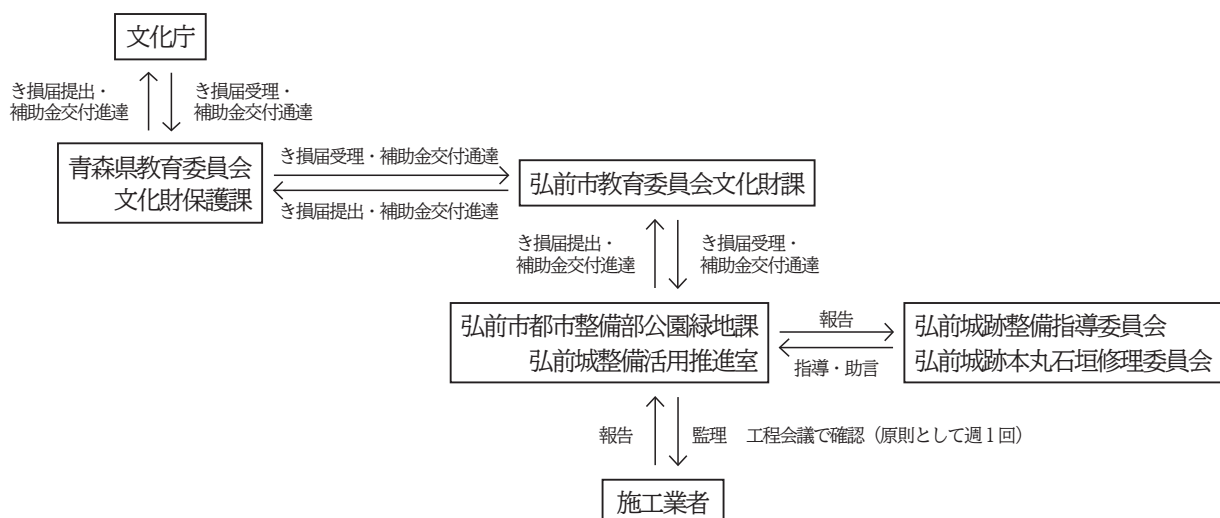 文化庁
き損届提出・
補助金交付進達
き損届受理・
補助金交付通達
青森県教育委員会
文化財保護課
き損届受理・補助金交付通達
き損届提出・補助金交付進達
弘前市教育委員会文化財課
き損届提出・
補助金交付進達
き損届受理・
補助金交付通達
弘前市都市整備部公園緑地課
弘前城整備活用推進室
報告
指導・助言
弘前城跡整備指導委員会
弘前城跡本丸石垣修理委員会
報告
監理 工程会議で確認（原則として週1回）
施工業者